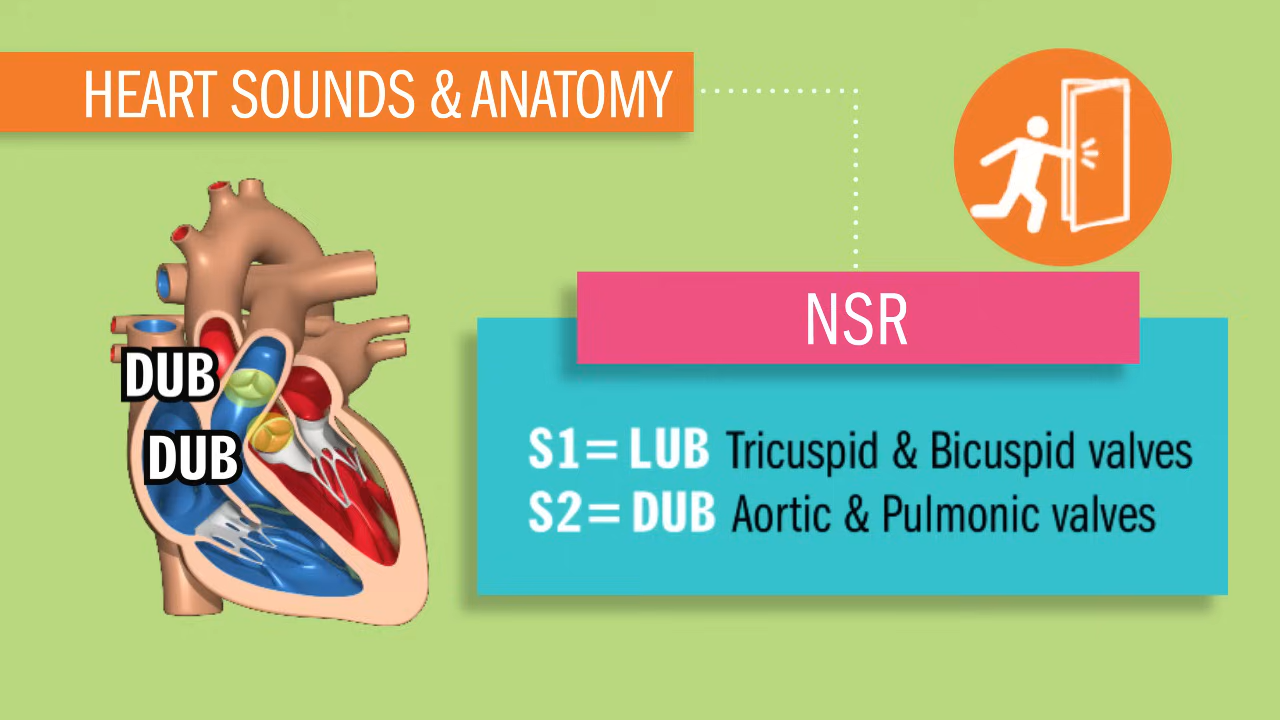 HEART SOUNDS & ANATOMY
NSR
DUB
DUB
S1= LUB Tricuspid & Bicuspid valves
S2= DUB Aortic & Pulmonic valves